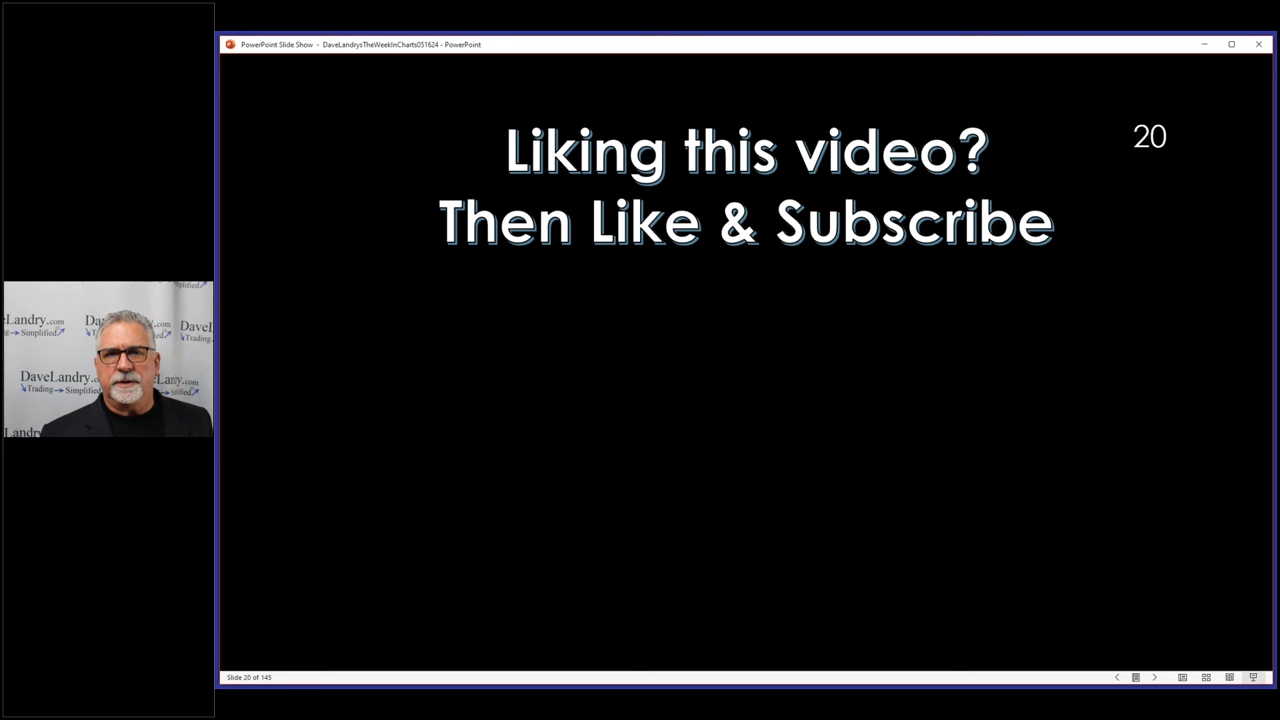 PowerPoint Slide Show - DaveLandrysTheWeekInCharts051624 - PowerPoint
Liking this video?
Then Like & Subscribe
20
DaveLandry.com
Trading Simplified
Slide 20 of 145